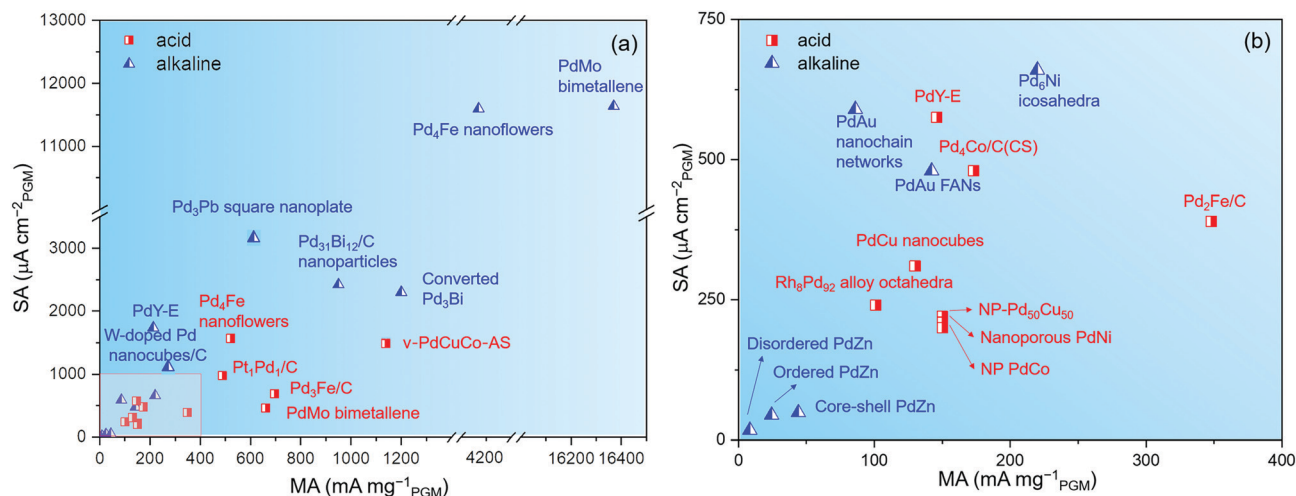 (a)
acid
alkaline
13000
12000
11000
3000
2000
1000
0
SA (μA cm⁻²PGM)
PdMo
bimetallene
Pd₄Fe nanoflowers
Pd₃Pb square nanoplate
Pd₃₁Bi₁₂/C
nanoparticles
Converted
Pd₃Bi
PdY-E
W-doped Pd
nanocubes/C
Pd₄Fe
nanoflowers
v-PdCuCo-AS
Pt₁Pd₁/C
Pd₃Fe/C
PdMo bimetallene
0 200 400 600 800 1000 1200 4200 16200 16400
MA (mA mg⁻¹PGM)
(b)
acid
alkaline
750
500
250
0
SA (μA cm⁻²PGM)
Pd₆Ni
icosahedra
PdY-E
PdAu
nanochain
networks
Pd₄Co/C(CS)
PdAu FANs
Pd₂Fe/C
PdCu nanocubes
Rh₈Pd₉₂ alloy octahedra
NP-Pd₅₀Cu₅₀
Nanoporous PdNi
NP PdCo
Disordered PdZn
Ordered PdZn
Core-shell PdZn
0 100 200 300 400
MA (mA mg⁻¹PGM)